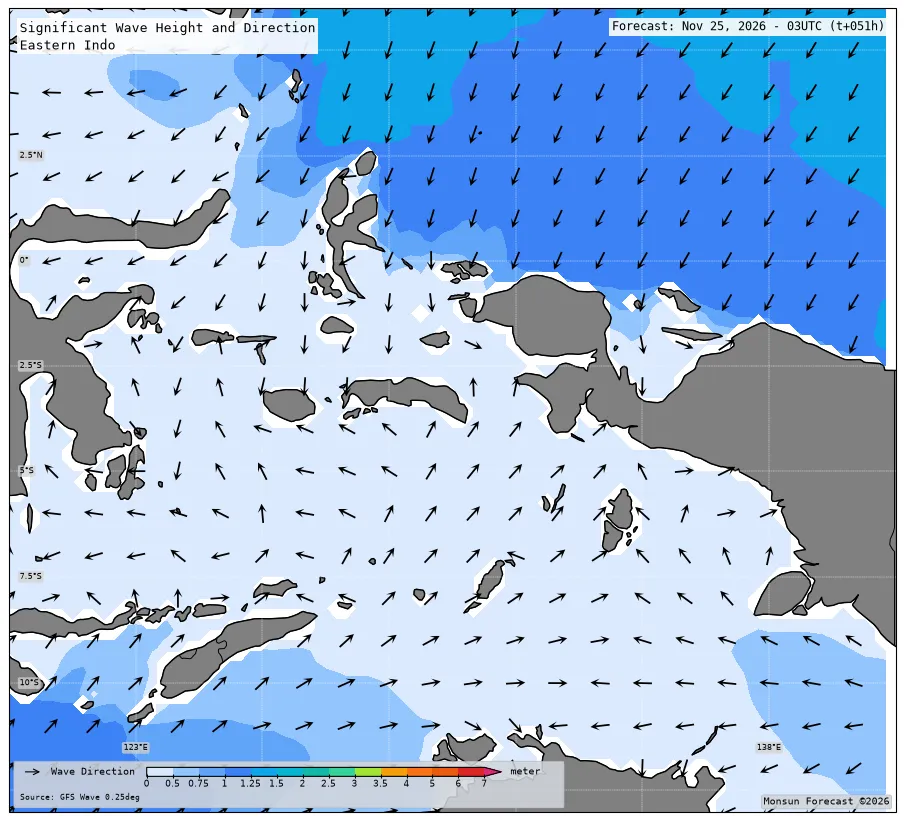 Significant Wave Height and Direction
Eastern Indo
Forecast: Nov 25, 2026 - 03UTC (t+051h)
2.5°N
0°
2.5°S
5°S
7.5°S
10°S
123°E
138°E
Wave Direction
meter
0 0.5 0.75 1 1.25 1.5 2 2.5 3 3.5 4 5 6 7
Source: GFS Wave 0.25deg
Monsun Forecast ©2026